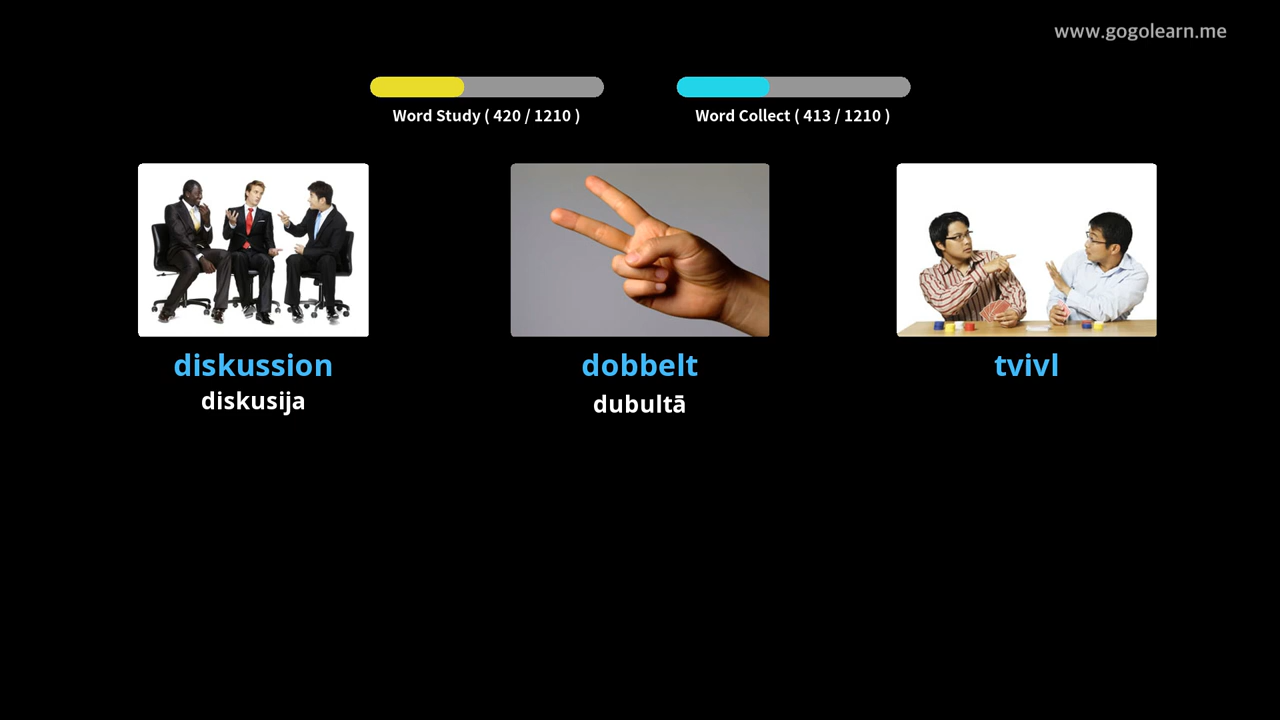 www.gogolearn.me
Word Study ( 420 / 1210 )
Word Collect ( 413 / 1210 )
diskussion
diskusija
dobbelt
dubultā
tvivl